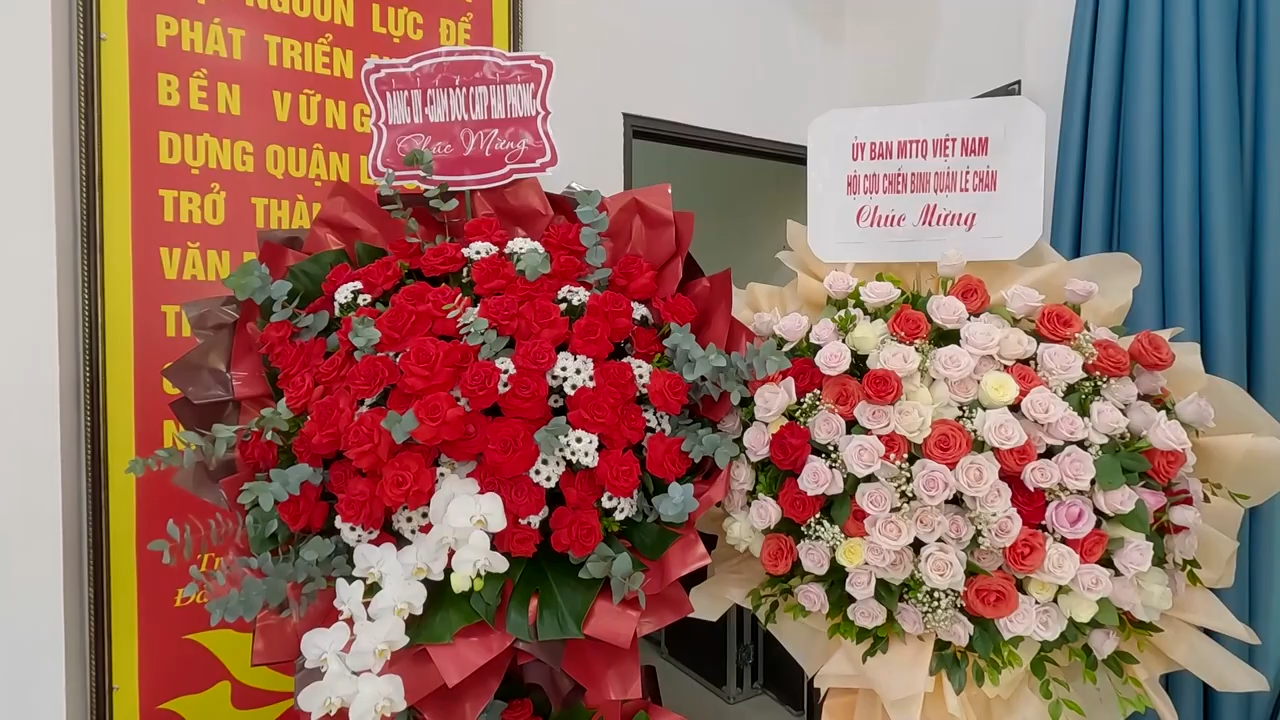 NGUỒN LỰC ĐỂ
PHÁT TRIỂN
BỀN VỮNG
DỰNG QUẬN
TRỞ
VĂN
ĐẢNG ỦY - GIÁM ĐỐC CATP HẢI PHÒNG
Chúc Mừng
ỦY BAN MTTQ VIỆT NAM
HỘI CỰU CHIẾN BINH QUẬN LÊ CHÂN
Chúc Mừng